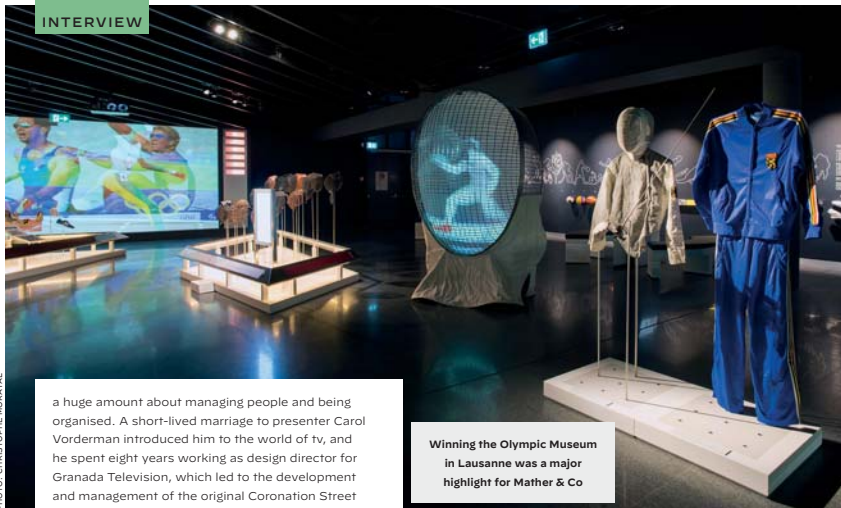 INTERVIEW
a huge amount about managing people and being
organised. A short-lived marriage to presenter Carol
Vorderman introduced him to the world of tv, and
he spent eight years working as design director for
Granada Television, which led to the development
and management of the original Coronation Street
Winning the Olympic Museum
in Lausanne was a major
highlight for Mather & Co